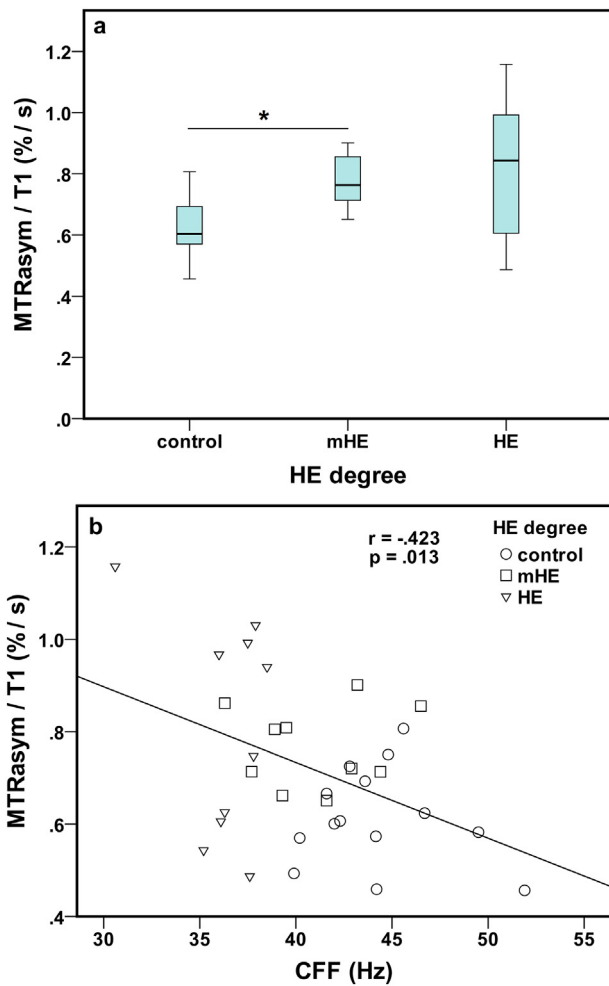 a
MTRasym / T1 (%/ s)
1.2
1.0
.8
.6
.4
.2
.0
*
control mHE HE
HE degree
b
MTRasym / T1 (%/ s)
r = -.423
p = .013
HE degree
control
mHE
HE
1.2
1.0
.8
.6
.4
30 35 40 45 50 55
CFF (Hz)